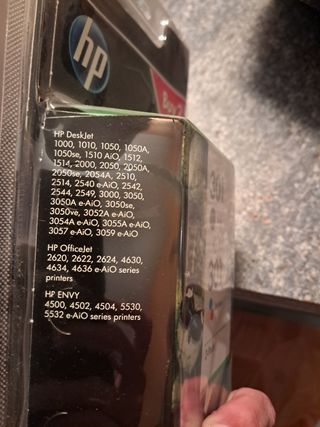 hp
Buy 2
HP DeskJet
1000, 1010, 1050, 1050A,
1050se, 1510 AiO, 1512,
1514, 2000, 2050, 2050A,
2050se, 2054A, 2510,
2514, 2540 e-AiO, 2542,
2544, 2549, 3000, 3050,
3050A e-AiO, 3050se,
3050ve, 3052A e-AiO,
3054A e-AiO, 3055A e-AiO,
3057 e-AiO, 3059 e-AiO
HP OfficeJet
2620, 2622, 2624, 4630,
4634, 4636 e-AiO series
printers
HP ENVY
4500, 4502, 4504, 5530,
5532 e-AiO series printers